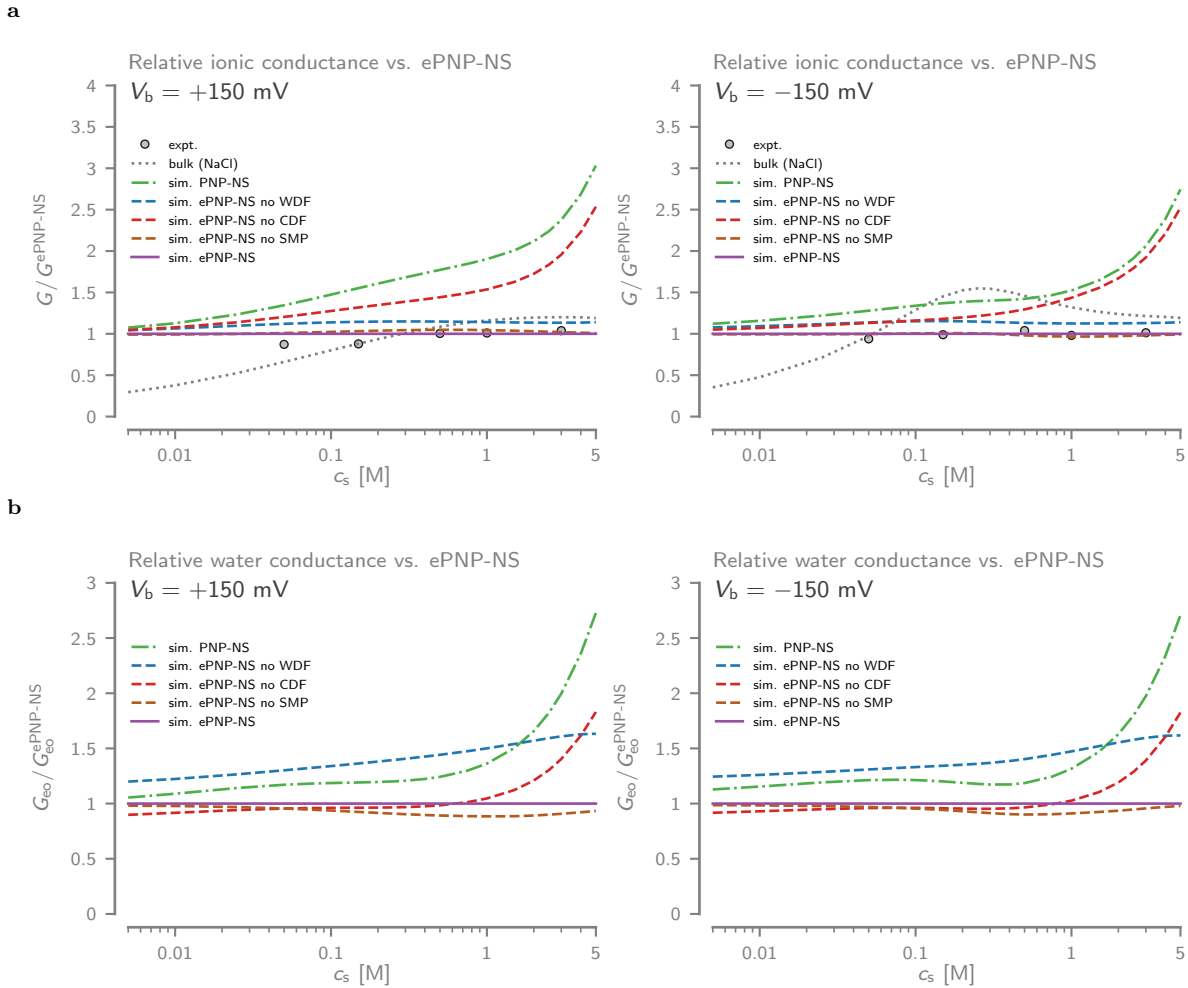 a
Relative ionic conductance vs. ePNP-NS
V_b = +150 mV
expt.
bulk (NaCl)
sim. PNP-NS
sim. ePNP-NS no WDF
sim. ePNP-NS no CDF
sim. ePNP-NS no SMP
sim. ePNP-NS
G / G^ePNP-NS
4
3.5
3
2.5
2
1.5
1
0.5
0
0.01 0.1 1 5
c_s [M]
Relative ionic conductance vs. ePNP-NS
V_b = −150 mV
expt.
bulk (NaCl)
sim. PNP-NS
sim. ePNP-NS no WDF
sim. ePNP-NS no CDF
sim. ePNP-NS no SMP
sim. ePNP-NS
G / G^ePNP-NS
4
3.5
3
2.5
2
1.5
1
0.5
0
0.01 0.1 1 5
c_s [M]
b
Relative water conductance vs. ePNP-NS
V_b = +150 mV
sim. PNP-NS
sim. ePNP-NS no WDF
sim. ePNP-NS no CDF
sim. ePNP-NS no SMP
sim. ePNP-NS
G_eo / G_eo^ePNP-NS
3
2.5
2
1.5
1
0.5
0
0.01 0.1 1 5
c_s [M]
Relative water conductance vs. ePNP-NS
V_b = −150 mV
sim. PNP-NS
sim. ePNP-NS no WDF
sim. ePNP-NS no CDF
sim. ePNP-NS no SMP
sim. ePNP-NS
G_eo / G_eo^ePNP-NS
3
2.5
2
1.5
1
0.5
0
0.01 0.1 1 5
c_s [M]